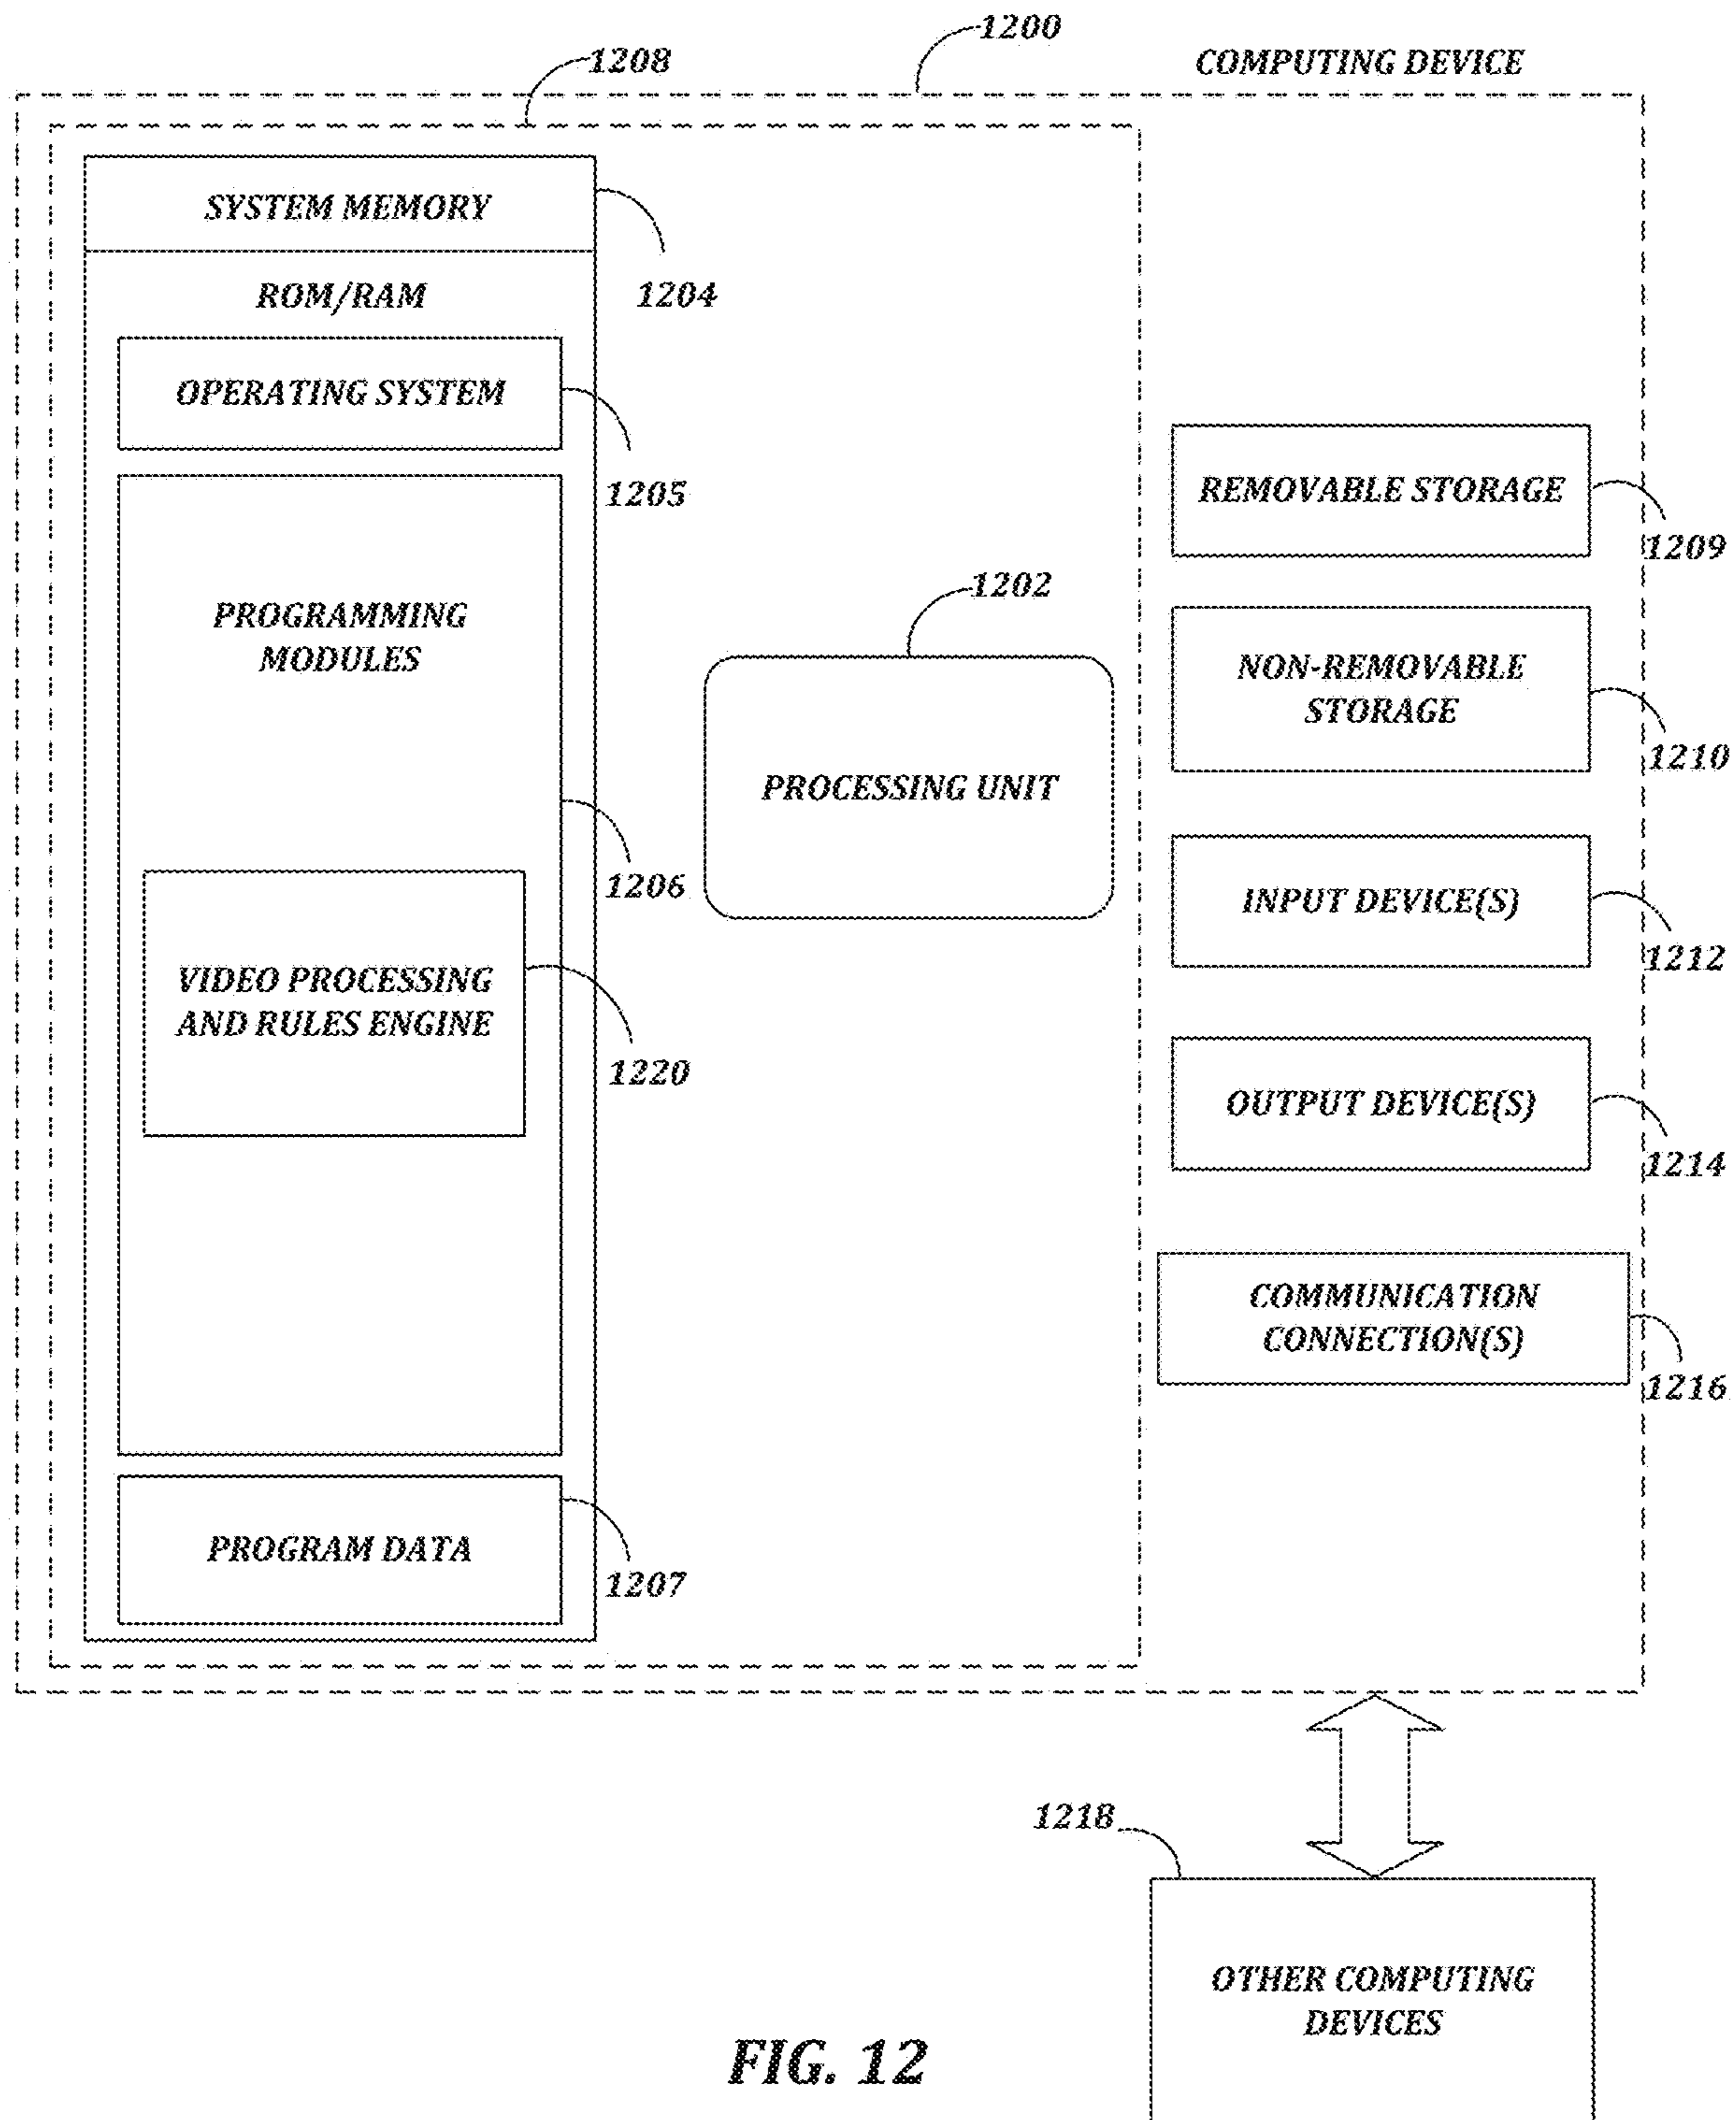 1200
1208
COMPUTING DEVICE
SYSTEM MEMORY
ROM/RAM
1204
OPERATING SYSTEM
1205
PROGRAMMING
MODULES
1206
VIDEO PROCESSING
AND RULES ENGINE
1220
PROGRAM DATA
1207
1202
PROCESSING UNIT
REMOVABLE STORAGE
1209
NON-REMOVABLE
STORAGE
1210
INPUT DEVICE(S)
1212
OUTPUT DEVICE(S)
1214
COMMUNICATION
CONNECTION(S)
1216
1218
OTHER COMPUTING
DEVICES
FIG. 12